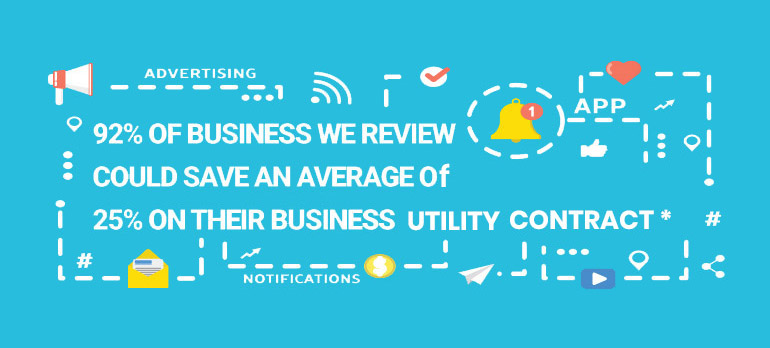 ADVERTISING
1
APP
92% OF BUSINESS WE REVIEW
COULD SAVE AN AVERAGE Of
25% ON THEIR BUSINESS UTILITY CONTRACT *
#
#
NOTIFICATIONS